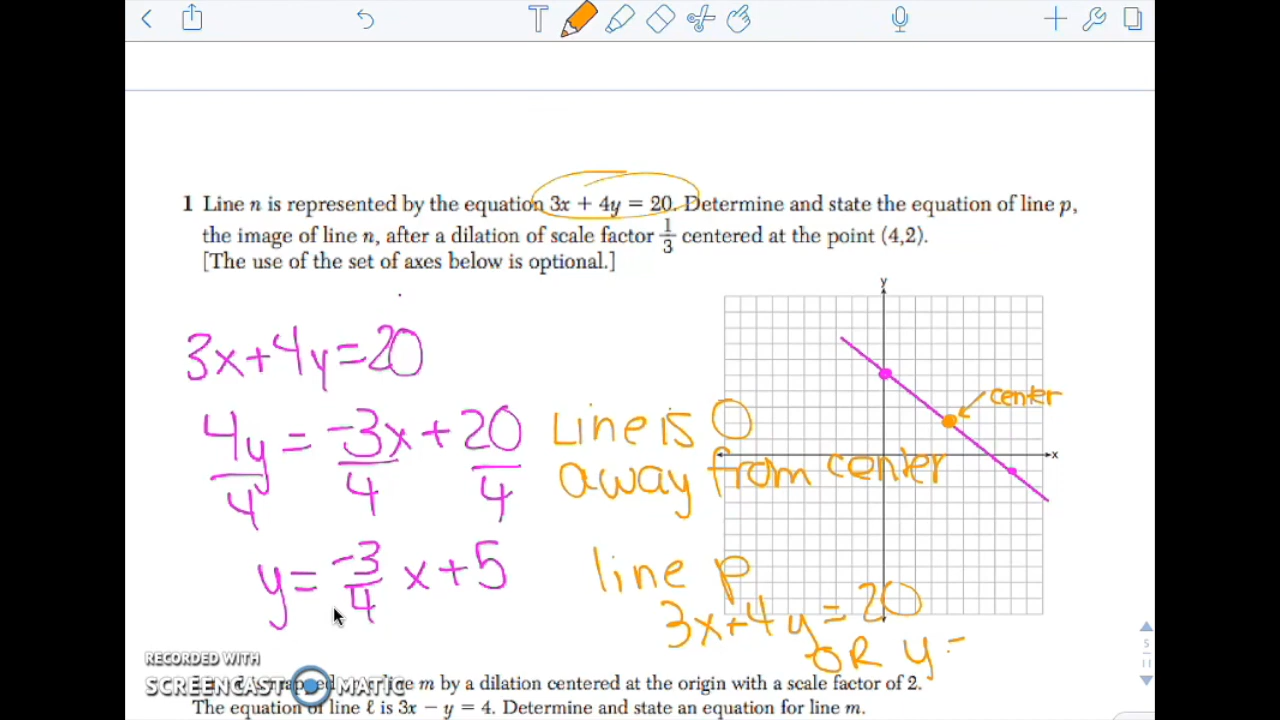 1 Line n is represented by the equation 3x + 4y = 20. Determine and state the equation of line p,
the image of line n, after a dilation of scale factor 1/3 centered at the point (4,2).
[The use of the set of axes below is optional.]
y
3x+4y=20
center
4y = -3x + 20
4 4 4
Line is 0
away from center
x
y = -3/4 x + 5
line p
3x+4y = 20
OR y =
RECORDED WITH
SCREENCAST MATIC
line m by a dilation centered at the origin with a scale factor of 2.
The equation of line ℓ is 3x − y = 4. Determine and state an equation for line m.
5
11